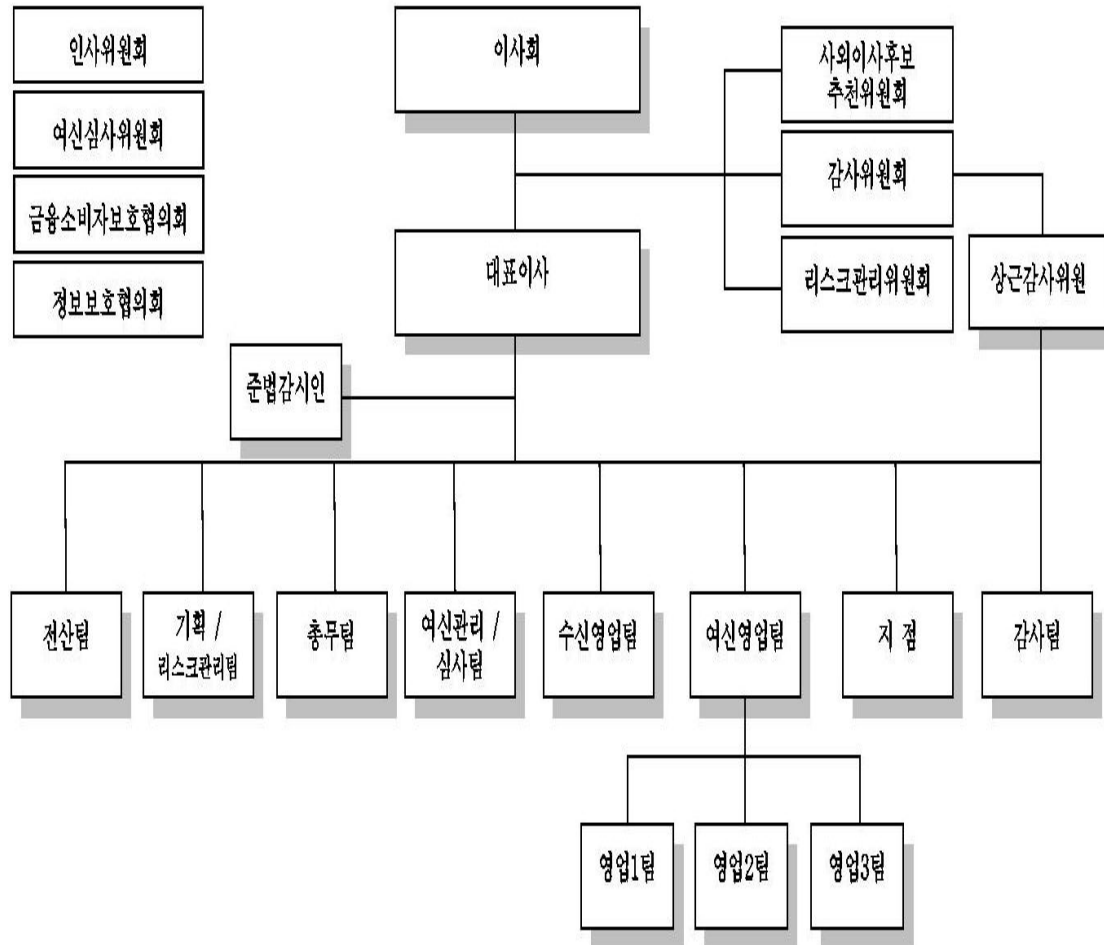 인사위원회
이사회
사외이사후보
추천위원회
여신심사위원회
감사위원회
금융소비자보호협의회
대표이사
리스크관리위원회
상근감사위원
정보보호협의회
준법감시인
전산팀
기획 /
리스크관리팀
총무팀
여신관리 /
심사팀
수신영업팀
여신영업팀
지 점
감사팀
영업1팀
영업2팀
영업3팀